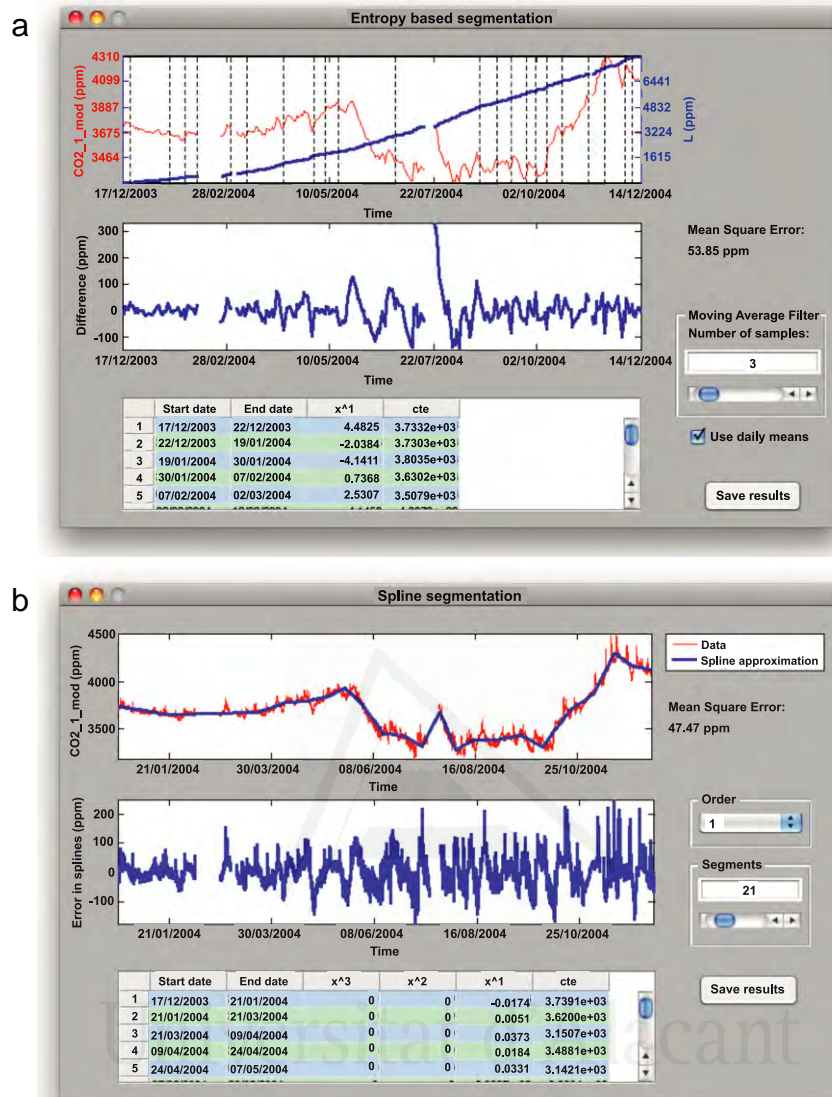 a
Entropy based segmentation
4310
4099
3887
3675
3464
CO2_1_mod (ppm)
6441
4832
3224
1615
L (ppm)
17/12/2003 28/02/2004 10/05/2004 22/07/2004 02/10/2004 14/12/2004
Time
300
200
100
0
-100
Difference (ppm)
17/12/2003 28/02/2004 10/05/2004 22/07/2004 02/10/2004 14/12/2004
Time
Mean Square Error:
53.85 ppm
Moving Average Filter
Number of samples:
3
Use daily means
Save results
Start date End date x^1 cte
1 17/12/2003 22/12/2003 4.4825 3.7332e+03
2 22/12/2003 19/01/2004 -2.0384 3.7303e+03
3 19/01/2004 30/01/2004 -4.1411 3.8035e+03
4 30/01/2004 07/02/2004 0.7368 3.6302e+03
5 07/02/2004 02/03/2004 2.5307 3.5079e+03
b
Spline segmentation
4500
4000
3500
CO2_1_mod (ppm)
21/01/2004 30/03/2004 08/06/2004 16/08/2004 25/10/2004
Time
Data
Spline approximation
Mean Square Error:
47.47 ppm
200
100
0
-100
Error in splines (ppm)
21/01/2004 30/03/2004 08/06/2004 16/08/2004 25/10/2004
Time
Order
1
Segments
21
Save results
Start date End date x^3 x^2 x^1 cte
1 17/12/2003 21/01/2004 0 0 -0.0174 3.7391e+03
2 21/01/2004 21/03/2004 0 0 0.0051 3.6200e+03
3 21/03/2004 09/04/2004 0 0 0.0373 3.1507e+03
4 09/04/2004 24/04/2004 0 0 0.0184 3.4881e+03
5 24/04/2004 07/05/2004 0 0 0.0331 3.1421e+03